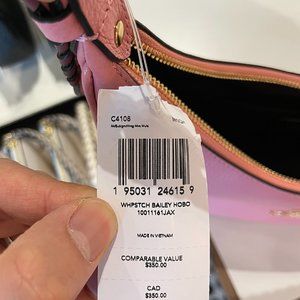 C4108
1 95031 24615 9
WHPSTCH BAILEY HOBO
10011161JAX
MADE IN VIETNAM
COMPARABLE VALUE
$350.00
CAD
$350.00